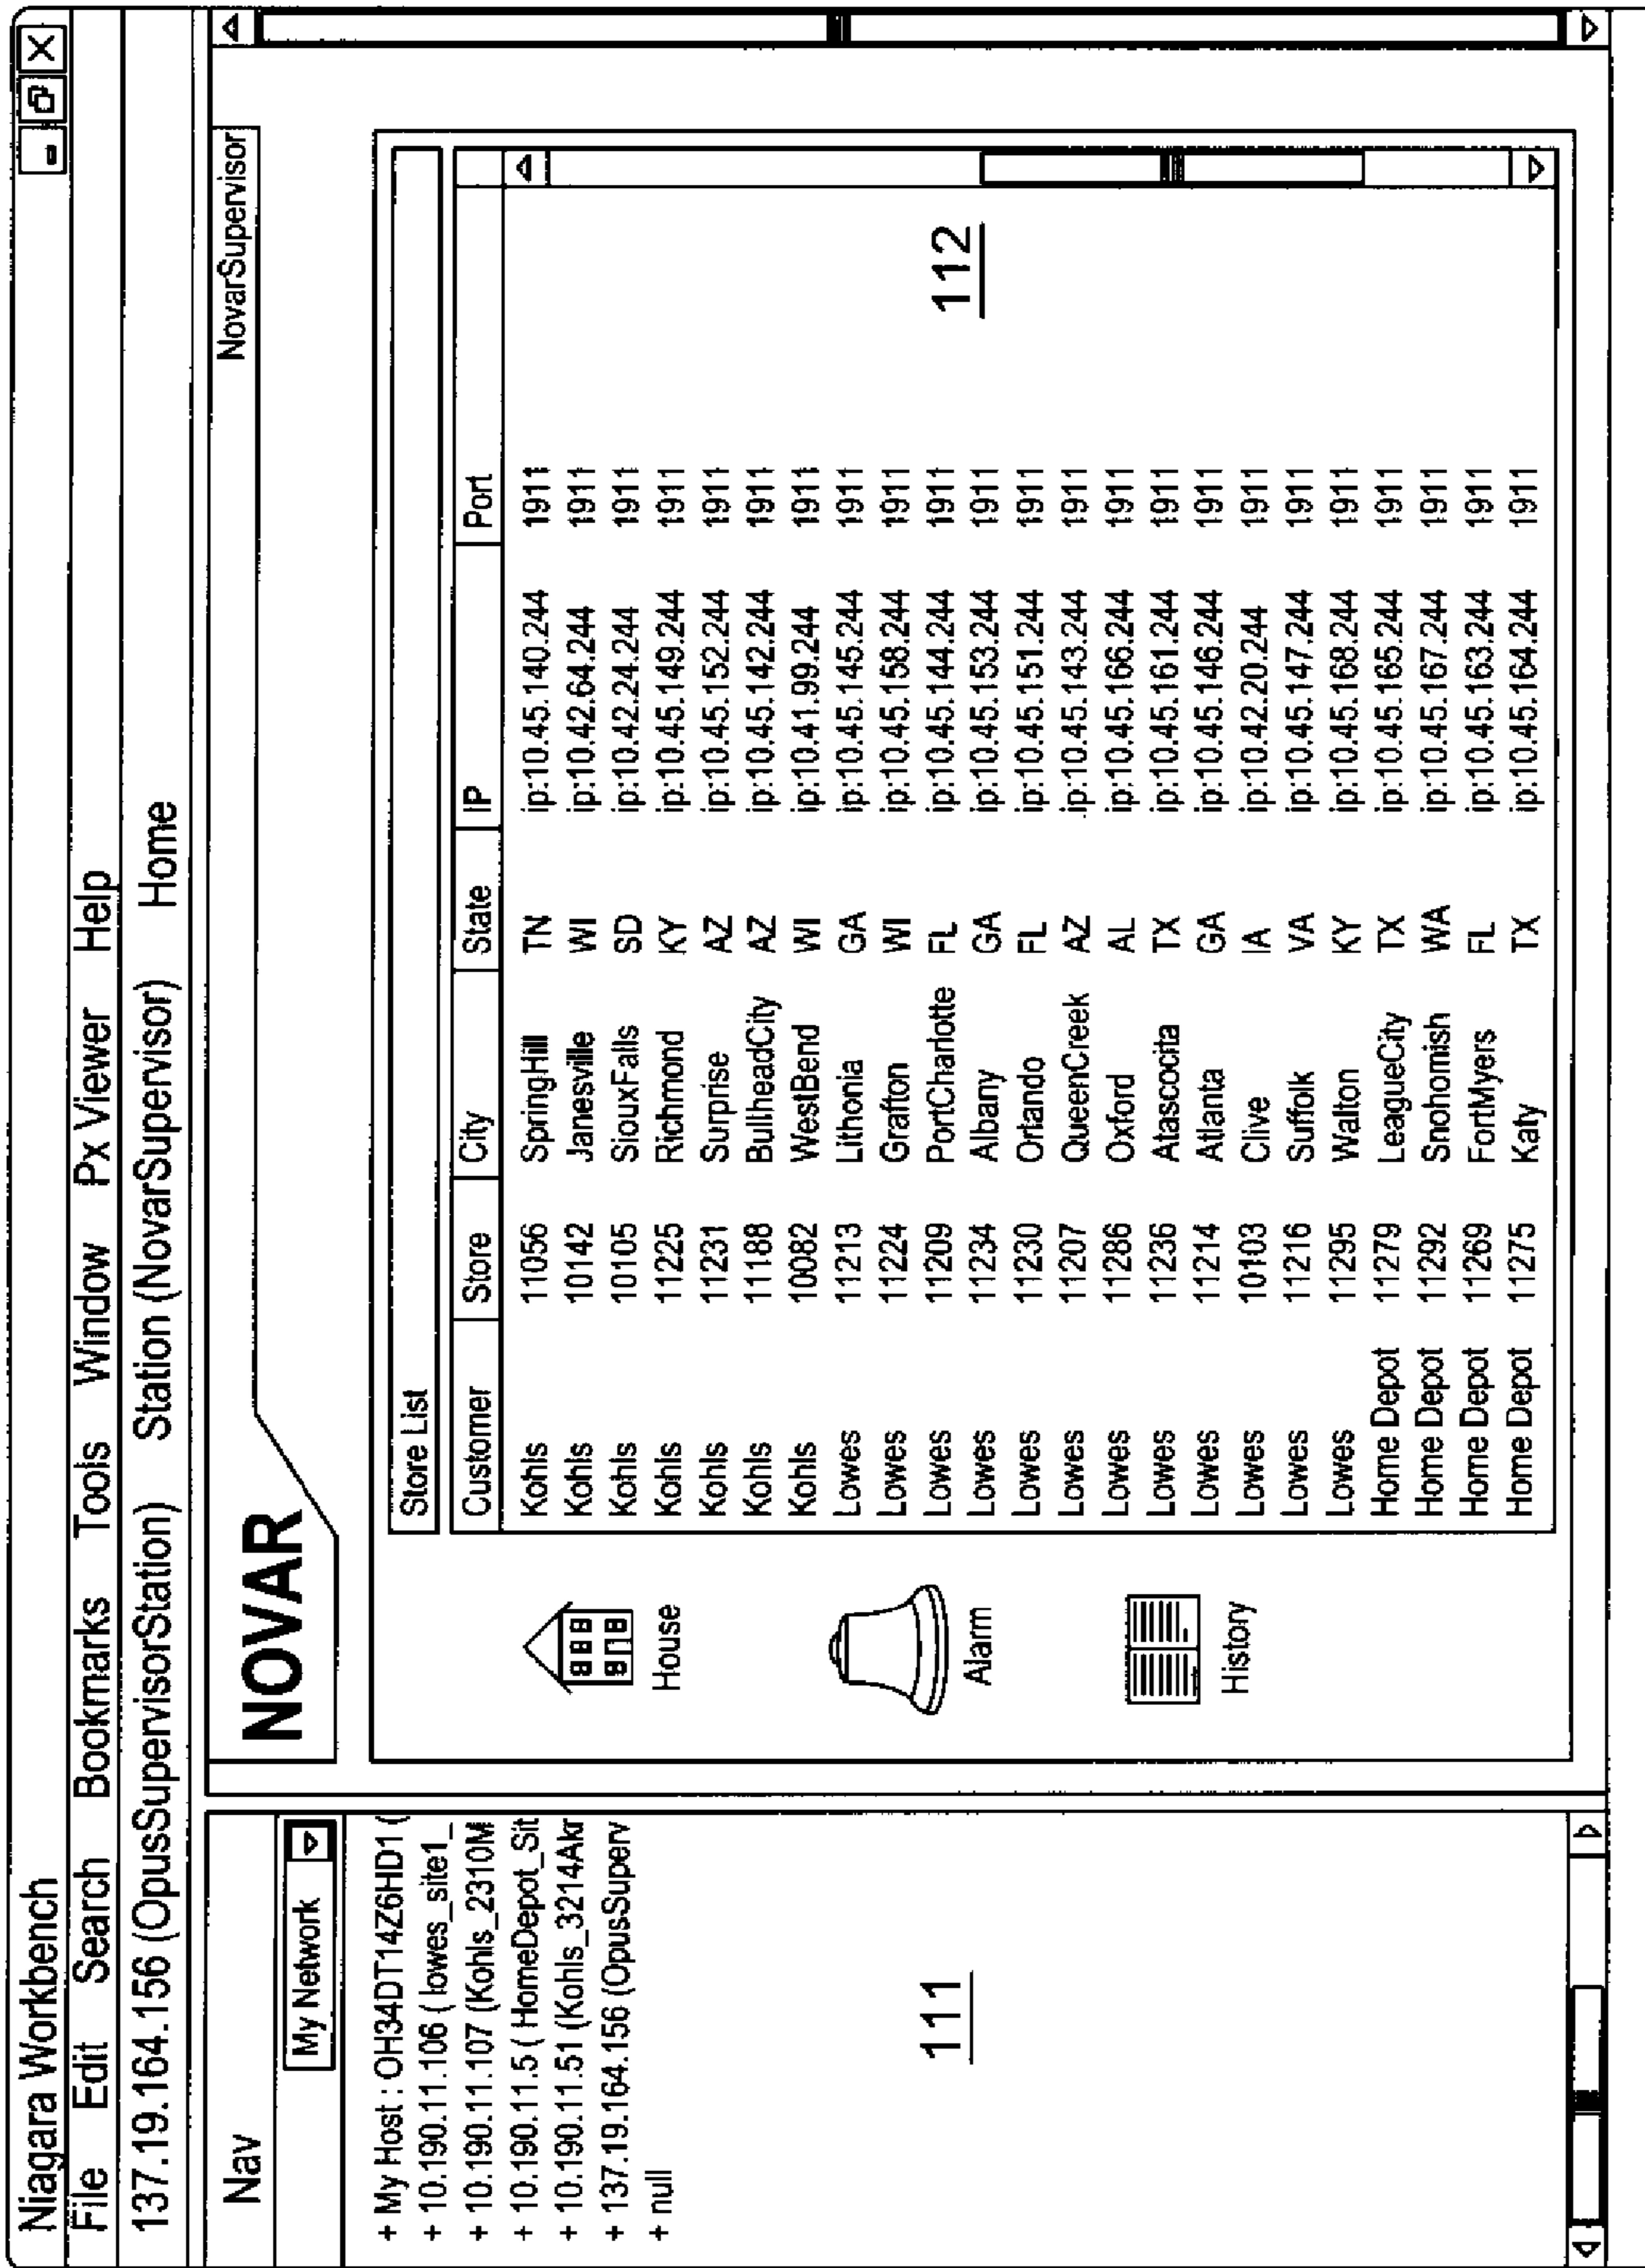 Niagara Workbench
File Edit Search Bookmarks Tools Window Px Viewer Help
137.19.164.156 (OpusSupervisorStation) Station (NovarSupervisor) Home
Nav
My Network
+ My Host : OH34DT14Z6HD1 (
+ 10.190.11.106 ( lowes_site1_
+ 10.190.11.107 (Kohls_2310M
+ 10.190.11.5 ( HomeDepot_Sit
+ 10.190.11.51 (Kohls_3214Akr
+ 137.19.164.156 (OpusSuperv
+ null
111
NOVAR
NovarSupervisor
House
Alarm
History
Store List
Customer Store City State IP Port
Kohls 11056 SpringHill TN ip:10.45.140.244 1911
Kohls 10142 Janesville WI ip:10.42.64.244 1911
Kohls 10105 SiouxFalls SD ip:10.42.24.244 1911
Kohls 11225 Richmond KY ip:10.45.149.244 1911
Kohls 11231 Surprise AZ ip:10.45.152.244 1911
Kohls 11188 BullheadCity AZ ip:10.45.142.244 1911
Kohls 10082 WestBend WI ip:10.41.99.244 1911
Lowes 11213 Lithonia GA ip:10.45.145.244 1911
Lowes 11224 Grafton WI ip:10.45.158.244 1911
Lowes 11209 PortCharlotte FL ip:10.45.144.244 1911
Lowes 11234 Albany GA ip:10.45.153.244 1911
Lowes 11230 Orlando FL ip:10.45.151.244 1911
Lowes 11207 QueenCreek AZ ip:10.45.143.244 1911
Lowes 11286 Oxford AL ip:10.45.166.244 1911
Lowes 11236 Atascocita TX ip:10.45.161.244 1911
Lowes 11214 Atlanta GA ip:10.45.146.244 1911
Lowes 10103 Clive IA ip:10.42.20.244 1911
Lowes 11216 Suffolk VA ip:10.45.147.244 1911
Lowes 11295 Walton KY ip:10.45.168.244 1911
Home Depot 11279 LeagueCity TX ip:10.45.165.244 1911
Home Depot 11292 Snohomish WA ip:10.45.167.244 1911
Home Depot 11269 FortMyers FL ip:10.45.163.244 1911
Home Depot 11275 Katy TX ip:10.45.164.244 1911
112